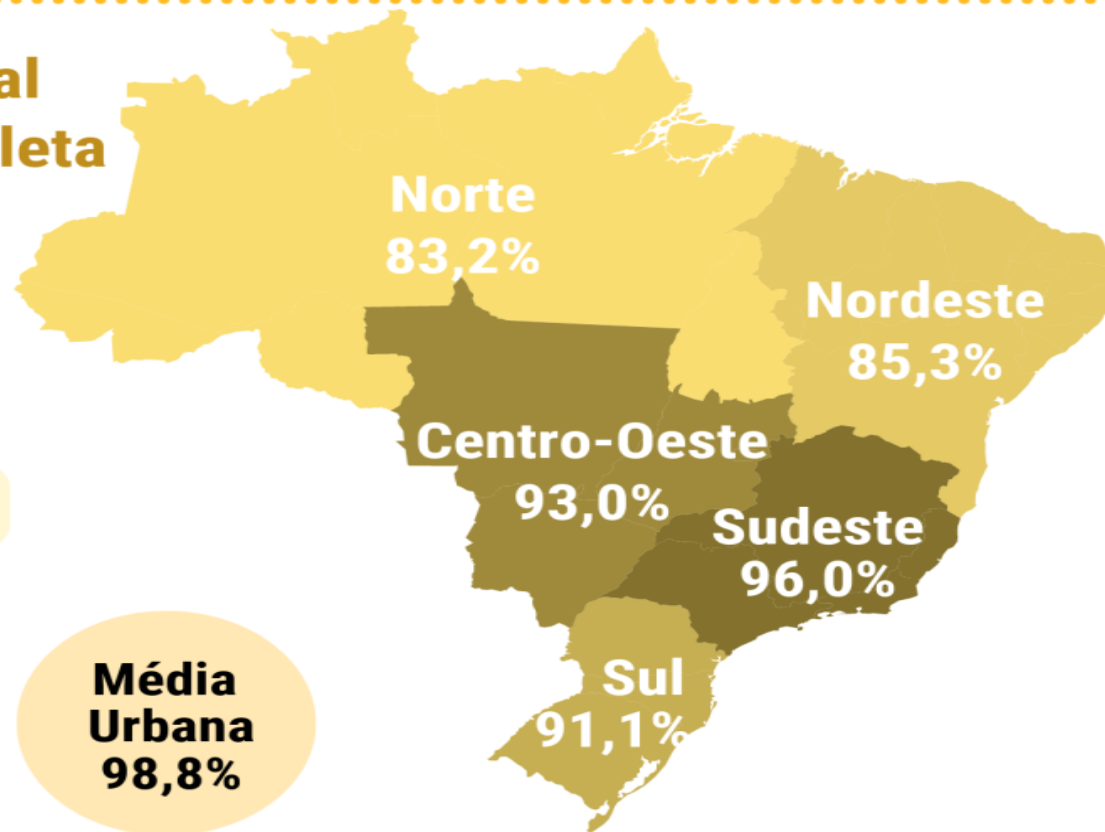 al
leta
Norte
83,2%
Nordeste
85,3%
Centro-Oeste
93,0%
Sudeste
96,0%
Sul
91,1%
Média
Urbana
98,8%